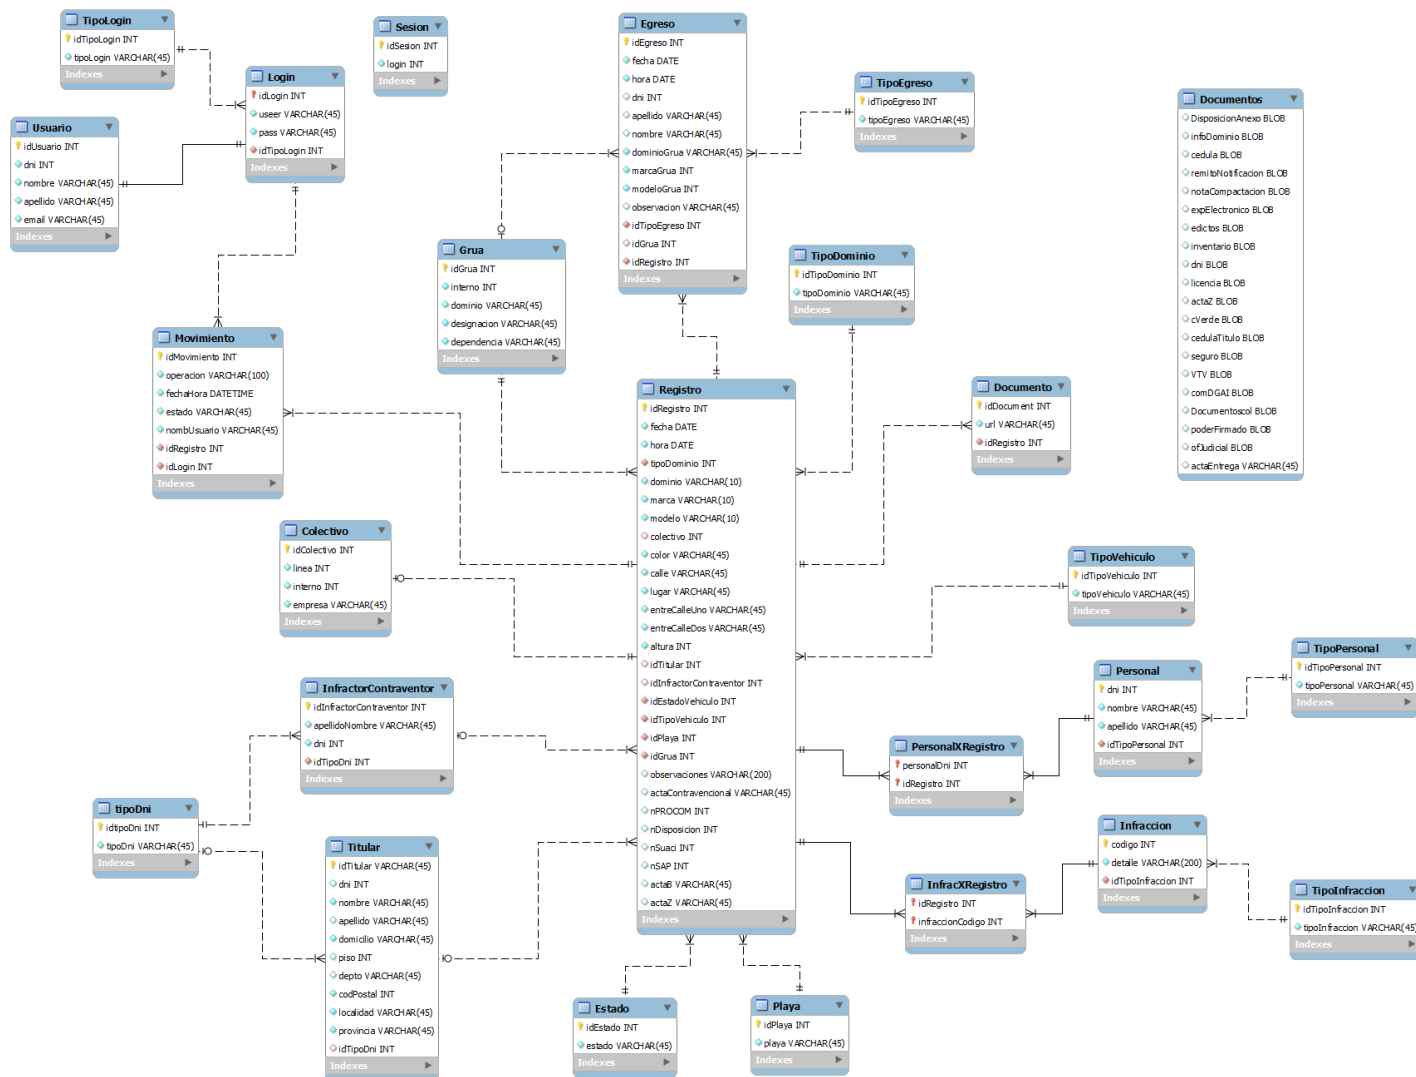 TipoLogin
idTipoLogin INT
tipoLogin VARCHAR(45)
Indexes
Sesion
idSesion INT
login INT
Indexes
Egreso
idEgreso INT
fecha DATE
hora DATE
dni INT
apellido VARCHAR(45)
nombre VARCHAR(45)
dominioGrua VARCHAR(45)
marcaGrua INT
modeloGrua INT
observacion VARCHAR(45)
idTipoEgreso INT
idGrua INT
idRegistro INT
Indexes
Login
idLogin INT
useer VARCHAR(45)
pass VARCHAR(45)
idTipoLogin INT
Indexes
TipoEgreso
idTipoEgreso INT
tipoEgreso VARCHAR(45)
Indexes
Documentos
DisposicionAnexo BLOB
infoDominio BLOB
cedula BLOB
remitoNotificacion BLOB
notaCompactacion BLOB
expElectronico BLOB
edictos BLOB
inventario BLOB
dni BLOB
licencia BLOB
actaZ BLOB
cVerde BLOB
cedulaTitulo BLOB
seguro BLOB
VTV BLOB
comDGAI BLOB
Documentoscol BLOB
poderFirmado BLOB
ofJudicial BLOB
actaEntrega VARCHAR(45)
Usuario
idUsuario INT
dni INT
nombre VARCHAR(45)
apellido VARCHAR(45)
email VARCHAR(45)
Indexes
Grua
idGrua INT
interno INT
dominio VARCHAR(45)
designacion VARCHAR(45)
dependencia VARCHAR(45)
Indexes
TipoDominio
idTipoDominio INT
tipoDominio VARCHAR(45)
Indexes
Movimiento
idMovimiento INT
operacion VARCHAR(100)
fechaHora DATETIME
estado VARCHAR(45)
nombUsuario VARCHAR(45)
idRegistro INT
idLogin INT
Indexes
Registro
idRegistro INT
fecha DATE
hora DATE
tipoDominio INT
dominio VARCHAR(10)
marca VARCHAR(10)
modelo VARCHAR(10)
colectivo INT
color VARCHAR(45)
calle VARCHAR(45)
lugar VARCHAR(45)
entreCalleUno VARCHAR(45)
entreCalleDos VARCHAR(45)
altura INT
idTitular INT
idInfractorContraventor INT
idEstadoVehiculo INT
idTipoVehiculo INT
idPlaya INT
idGrua INT
observaciones VARCHAR(200)
actaContravencional VARCHAR(45)
nPROCOM INT
nDisposicion INT
nSuaci INT
nSAP INT
actaB VARCHAR(45)
actaZ VARCHAR(45)
Indexes
Documento
idDocument INT
url VARCHAR(45)
idRegistro INT
Indexes
Colectivo
idColectivo INT
linea INT
interno INT
empresa VARCHAR(45)
Indexes
TipoVehiculo
idTipoVehiculo INT
tipoVehiculo VARCHAR(45)
Indexes
TipoPersonal
idTipoPersonal INT
tipoPersonal VARCHAR(45)
Indexes
Personal
dni INT
nombre VARCHAR(45)
apellido VARCHAR(45)
idTipoPersonal INT
Indexes
InfractorContraventor
idInfractorContraventor INT
apellidoNombre VARCHAR(45)
dni INT
idTipoDni INT
Indexes
PersonalXRegistro
personalDni INT
idRegistro INT
Indexes
tipoDni
idtipoDni INT
tipoDni VARCHAR(45)
Indexes
Infraccion
codigo INT
detalle VARCHAR(200)
idTipoInfraccion INT
Indexes
Titular
idTitular VARCHAR(45)
dni INT
nombre VARCHAR(45)
apellido VARCHAR(45)
domicilio VARCHAR(45)
piso INT
depto VARCHAR(45)
codPostal INT
localidad VARCHAR(45)
provincia VARCHAR(45)
idTipoDni INT
Indexes
InfracXRegistro
idRegistro INT
infraccionCodigo INT
Indexes
TipoInfraccion
idTipoInfraccion INT
tipoInfraccion VARCHAR(45)
Indexes
Estado
idEstado INT
estado VARCHAR(45)
Indexes
Playa
idPlaya INT
playa VARCHAR(45)
Indexes